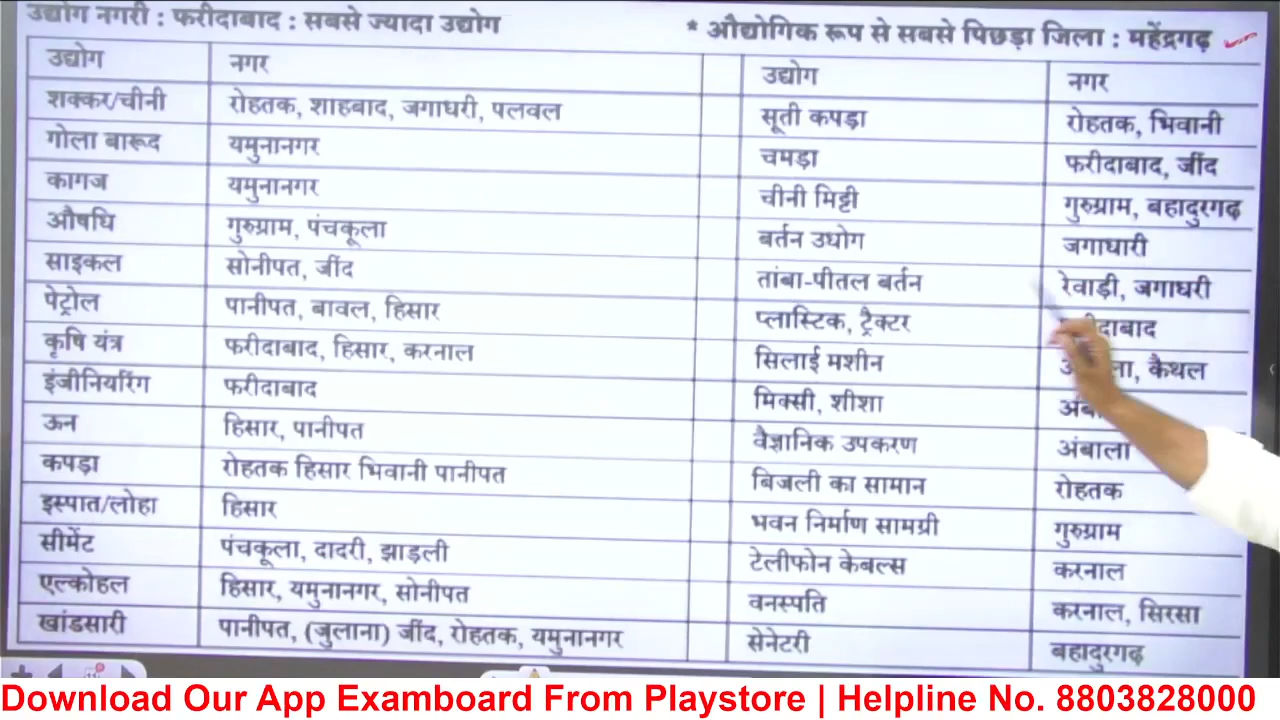 उद्योग नगरी : फरीदाबाद : सबसे ज्यादा उद्योग
* औद्योगिक रूप से सबसे पिछड़ा जिला : महेंद्रगढ़
उद्योग नगर
शक्कर/चीनी रोहतक, शाहबाद, जगाधरी, पलवल
गोला बारूद यमुनानगर
कागज यमुनानगर
औषधि गुरुग्राम, पंचकूला
साइकल सोनीपत, जींद
पेट्रोल पानीपत, बावल, हिसार
कृषि यंत्र फरीदाबाद, हिसार, करनाल
इंजीनियरिंग फरीदाबाद
ऊन हिसार, पानीपत
कपड़ा रोहतक हिसार भिवानी पानीपत
इस्पात/लोहा हिसार
सीमेंट पंचकूला, दादरी, झाड़ली
एल्कोहल हिसार, यमुनानगर, सोनीपत
खांडसारी पानीपत, (जुलाना) जींद, रोहतक, यमुनानगर
उद्योग नगर
सूती कपड़ा रोहतक, भिवानी
चमड़ा फरीदाबाद, जींद
चीनी मिट्टी गुरुग्राम, बहादुरगढ़
बर्तन उधोग जगाधारी
तांबा-पीतल बर्तन रेवाड़ी, जगाधरी
प्लास्टिक, ट्रैक्टर
सिलाई मशीन कैथल
मिक्सी, शीशा
वैज्ञानिक उपकरण अंबाला
बिजली का सामान रोहतक
भवन निर्माण सामग्री गुरुग्राम
टेलीफोन केबल्स करनाल
वनस्पति करनाल, सिरसा
सेनेटरी बहादुरगढ़
Download Our App Examboard From Playstore | Helpline No. 8803828000